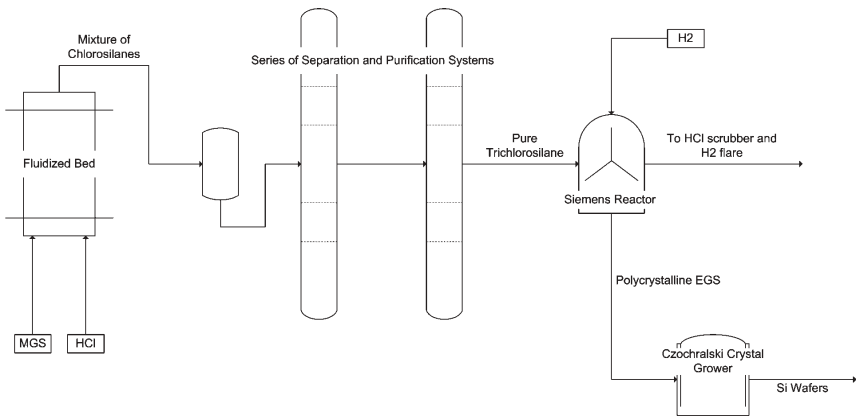 Mixture of
Chlorosilanes
Series of Separation and Purification Systems
H2
Fluidized Bed
Pure
Trichlorosilane
To HCl scrubber and
H2 flare
Siemens Reactor
Polycrystalline EGS
MGS
HCl
Czochralski Crystal
Grower
Si Wafers